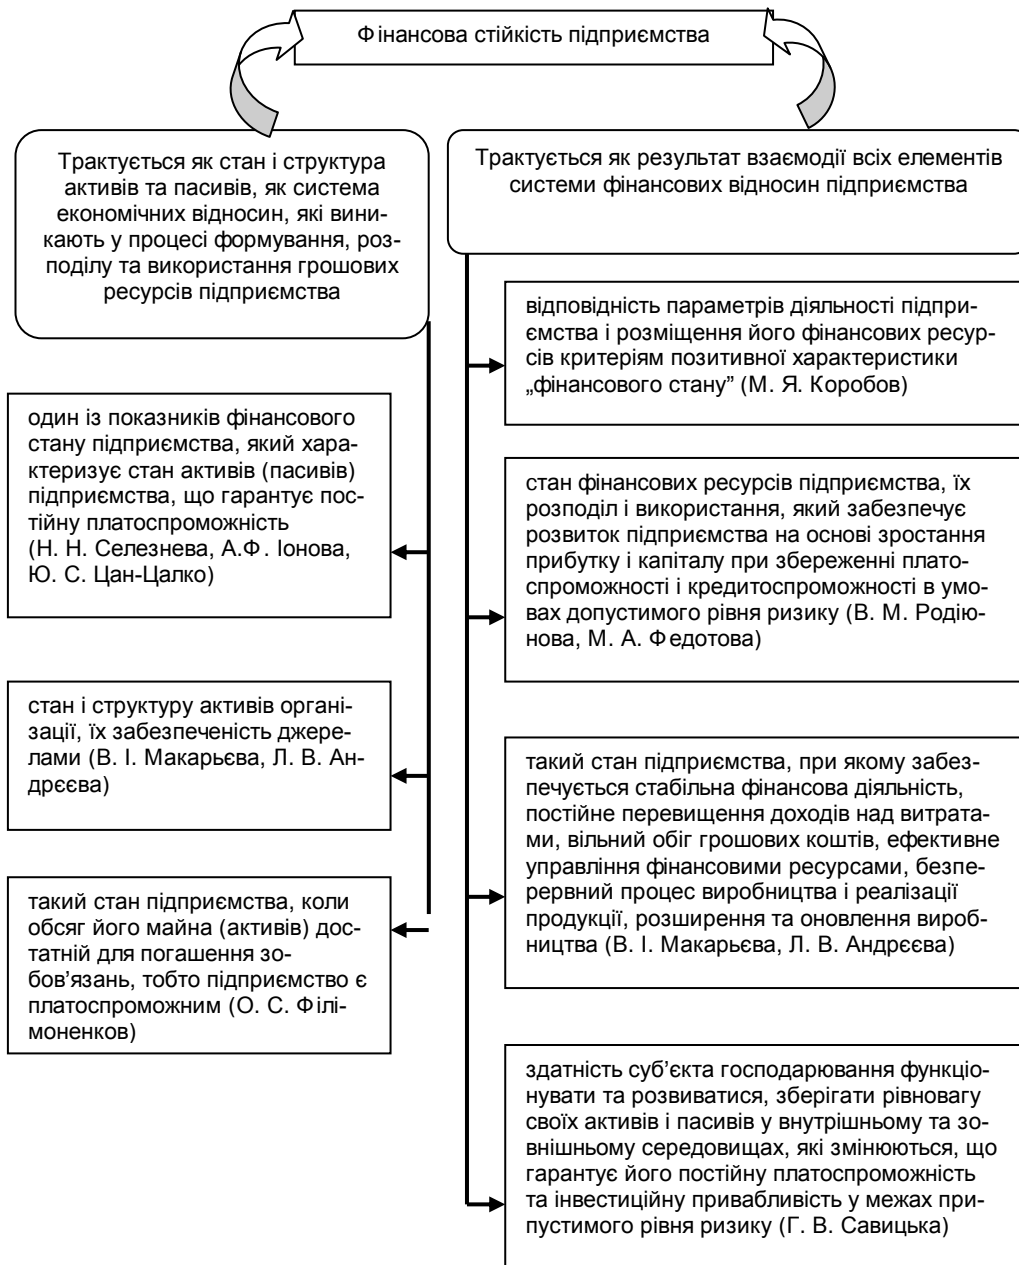 Фінансова стійкість підприємства
Трактується як стан і структура
активів та пасивів, як система
економічних відносин, які вини-
кають у процесі формування, роз-
поділу та використання грошових
ресурсів підприємства
один із показників фінансового
стану підприємства, який харак-
теризує стан активів (пасивів)
підприємства, що гарантує пос-
тійну платоспроможність
(Н. Н. Селезнева, А.Ф. Іонова,
Ю. С. Цан-Цалко)
стан і структуру активів органі-
зації, їх забезпеченість джере-
лами (В. І. Макарьєва, Л. В. Ан-
дрєєва)
такий стан підприємства, коли
обсяг його майна (активів) дос-
татній для погашення зо-
бов’язань, тобто підприємство є
платоспроможним (О. С. Філі-
моненков)
Трактується як результат взаємодії всіх елементів
системи фінансових відносин підприємства
відповідність параметрів діяльності підпри-
ємства і розміщення його фінансових ресур-
сів критеріям позитивної характеристики
„фінансового стану” (М. Я. Коробов)
стан фінансових ресурсів підприємства, їх
розподіл і використання, який забезпечує
розвиток підприємства на основі зростання
прибутку і капіталу при збереженні плато-
спроможності і кредитоспроможності в умо-
вах допустимого рівня ризику (В. М. Родію-
нова, М. А. Федотова)
такий стан підприємства, при якому забез-
печується стабільна фінансова діяльність,
постійне перевищення доходів над витрата-
ми, вільний обіг грошових коштів, ефективне
управління фінансовими ресурсами, безпе-
рервний процес виробництва і реалізації
продукції, розширення та оновлення вироб-
ництва (В. І. Макарьєва, Л. В. Андрєєва)
здатність суб’єкта господарювання функціо-
нувати та розвиватися, зберігати рівновагу
своїх активів і пасивів у внутрішньому та зо-
внішньому середовищах, які змінюються, що
гарантує його постійну платоспроможність
та інвестиційну привабливість у межах при-
пустимого рівня ризику (Г. В. Савицька)